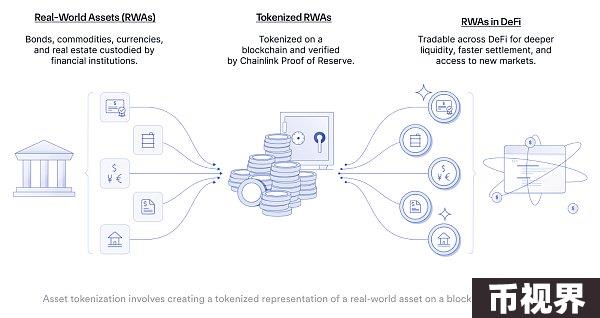 Real-World Assets (RWAs)
Bonds, commodities, currencies,
and real estate custodied by
financial institutions.
Tokenized RWAs
Tokenized on a
blockchain and verified
by Chainlink Proof of Reserve.
RWAs in DeFi
Tradable across DeFi for deeper
liquidity, faster settlement, and
access to new markets.
$
$
¥ €
$
$
¥ €
$
Asset tokenization involves creating a tokenized representation of a real-world asset on a block
币视界